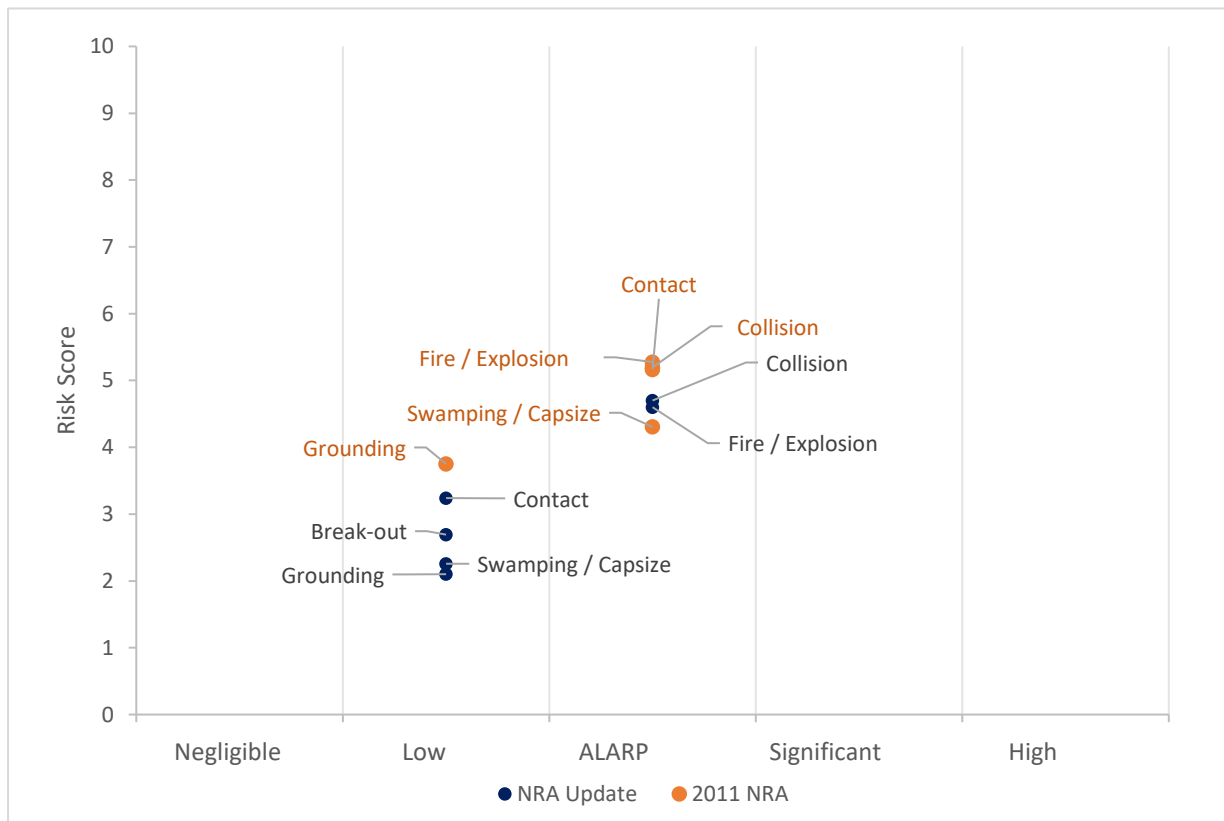 10
9
8
7
6
5
4
3
2
1
0
Risk Score
Contact
Collision
Fire / Explosion
Collision
Swamping / Capsize
Fire / Explosion
Grounding
Contact
Break-out
Swamping / Capsize
Grounding
Negligible
Low
ALARP
Significant
High
NRA Update
2011 NRA